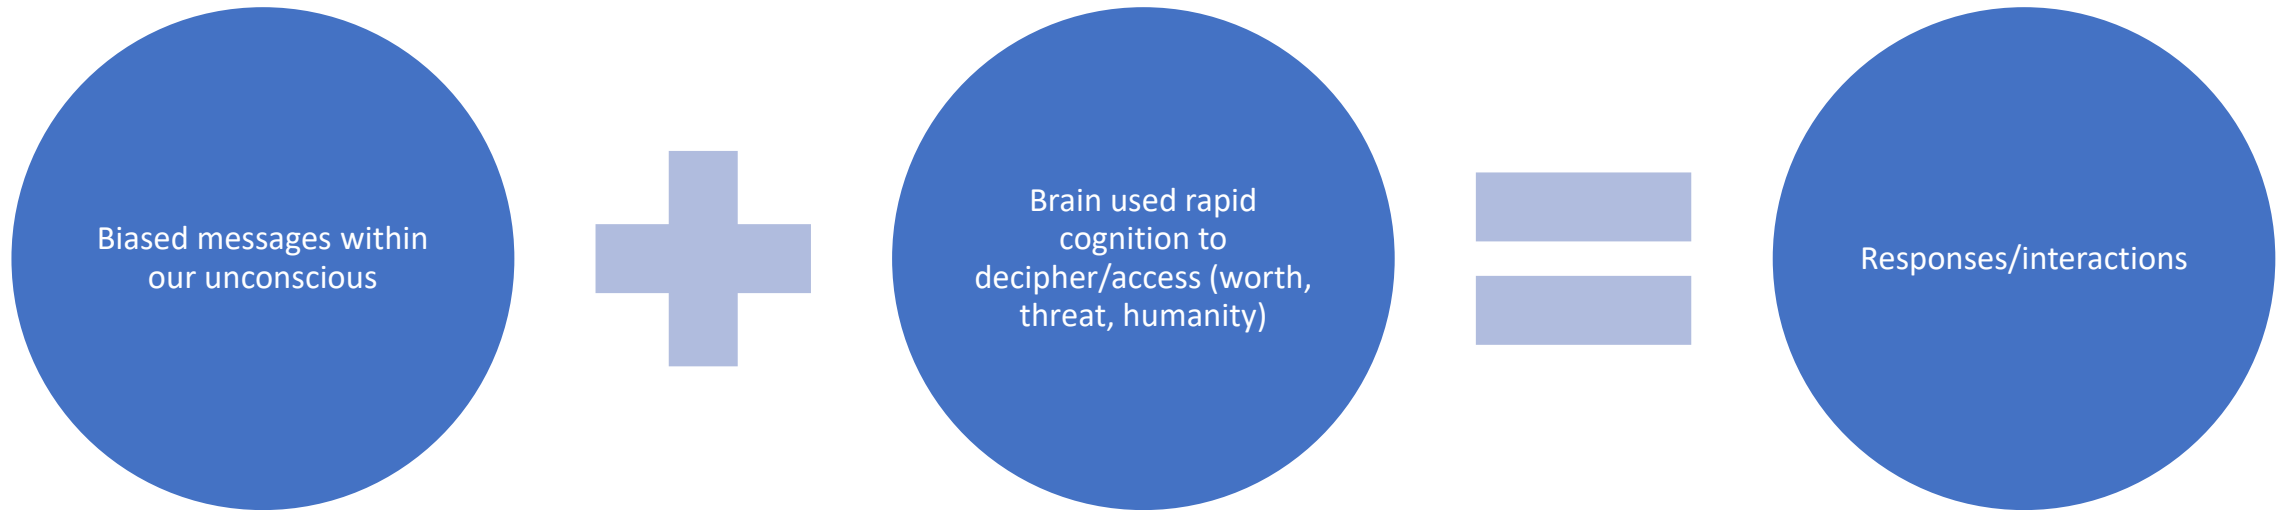 Biased messages within
our unconscious
Brain used rapid
cognition to
decipher/access (worth,
threat, humanity)
Responses/interactions